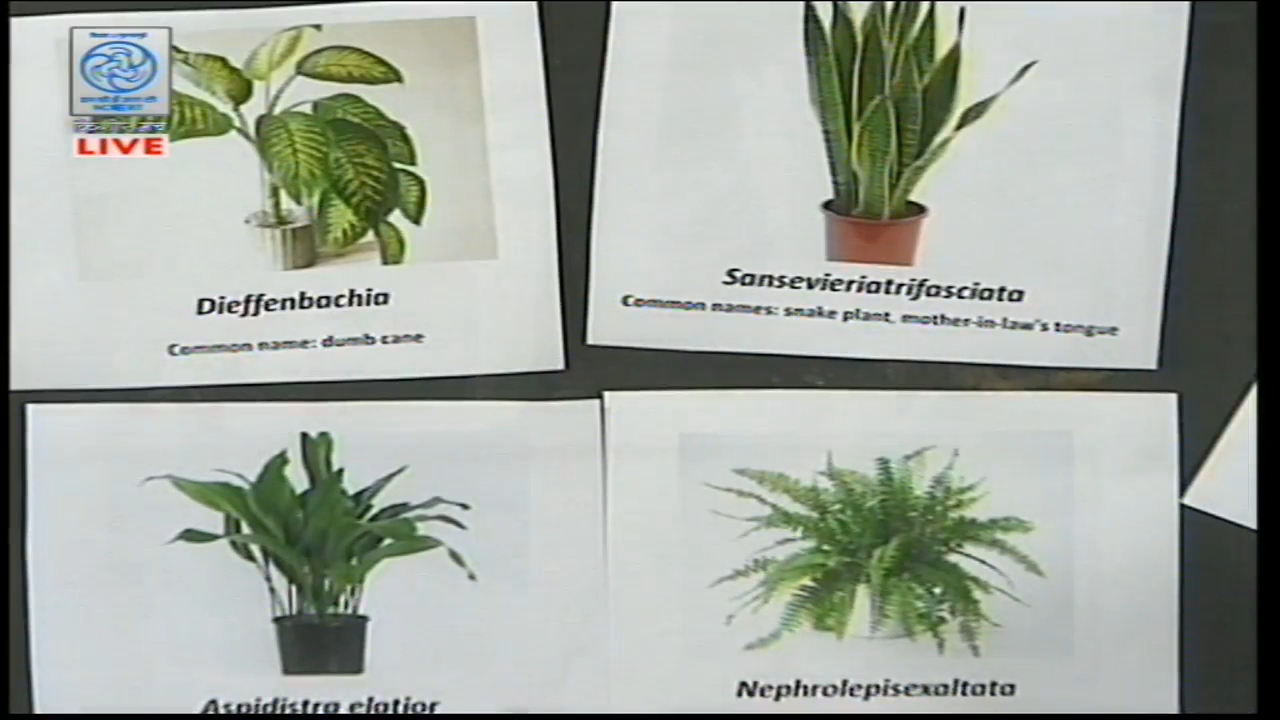 LIVE
Dieffenbachia
Common name: dumb cane
Sansevieriatrifasciata
Common names: snake plant, mother-in-law's tongue
Aspidistra elatior
Nephrolepisexaltata